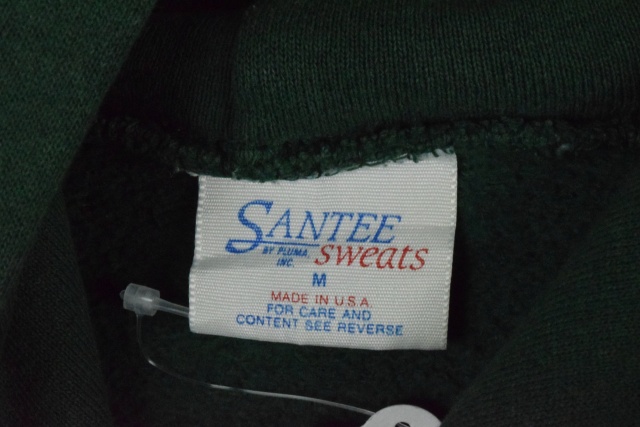 SANTEE
BY PLUMA sweats
INC.
M
MADE IN U.S.A.
FOR CARE AND
CONTENT SEE REVERSE